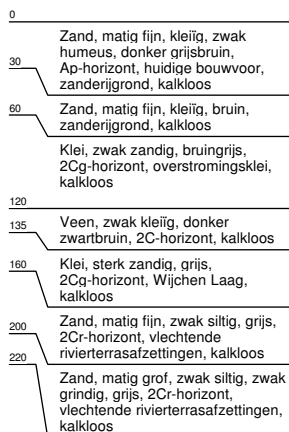 0
Zand, matig fijn, kleiïg, zwak
humeus, donker grijsbruin,
Ap-horizont, huidige bouwvoor,
zanderijgrond, kalkloos
30
Zand, matig fijn, kleiïg, bruin,
zanderijgrond, kalkloos
60
Klei, zwak zandig, bruingrijs,
2Cg-horizont, overstromingsklei,
kalkloos
120
Veen, zwak kleiïg, donker
zwartbruin, 2C-horizont, kalkloos
135
Klei, sterk zandig, grijs,
2Cg-horizont, Wijchen Laag,
kalkloos
160
Zand, matig fijn, zwak siltig, grijs,
2Cr-horizont, vlechtende
rivierterrasafzettingen, kalkloos
200
Zand, matig grof, zwak siltig, zwak
grindig, grijs, 2Cr-horizont,
vlechtende rivierterrasafzettingen,
kalkloos
220